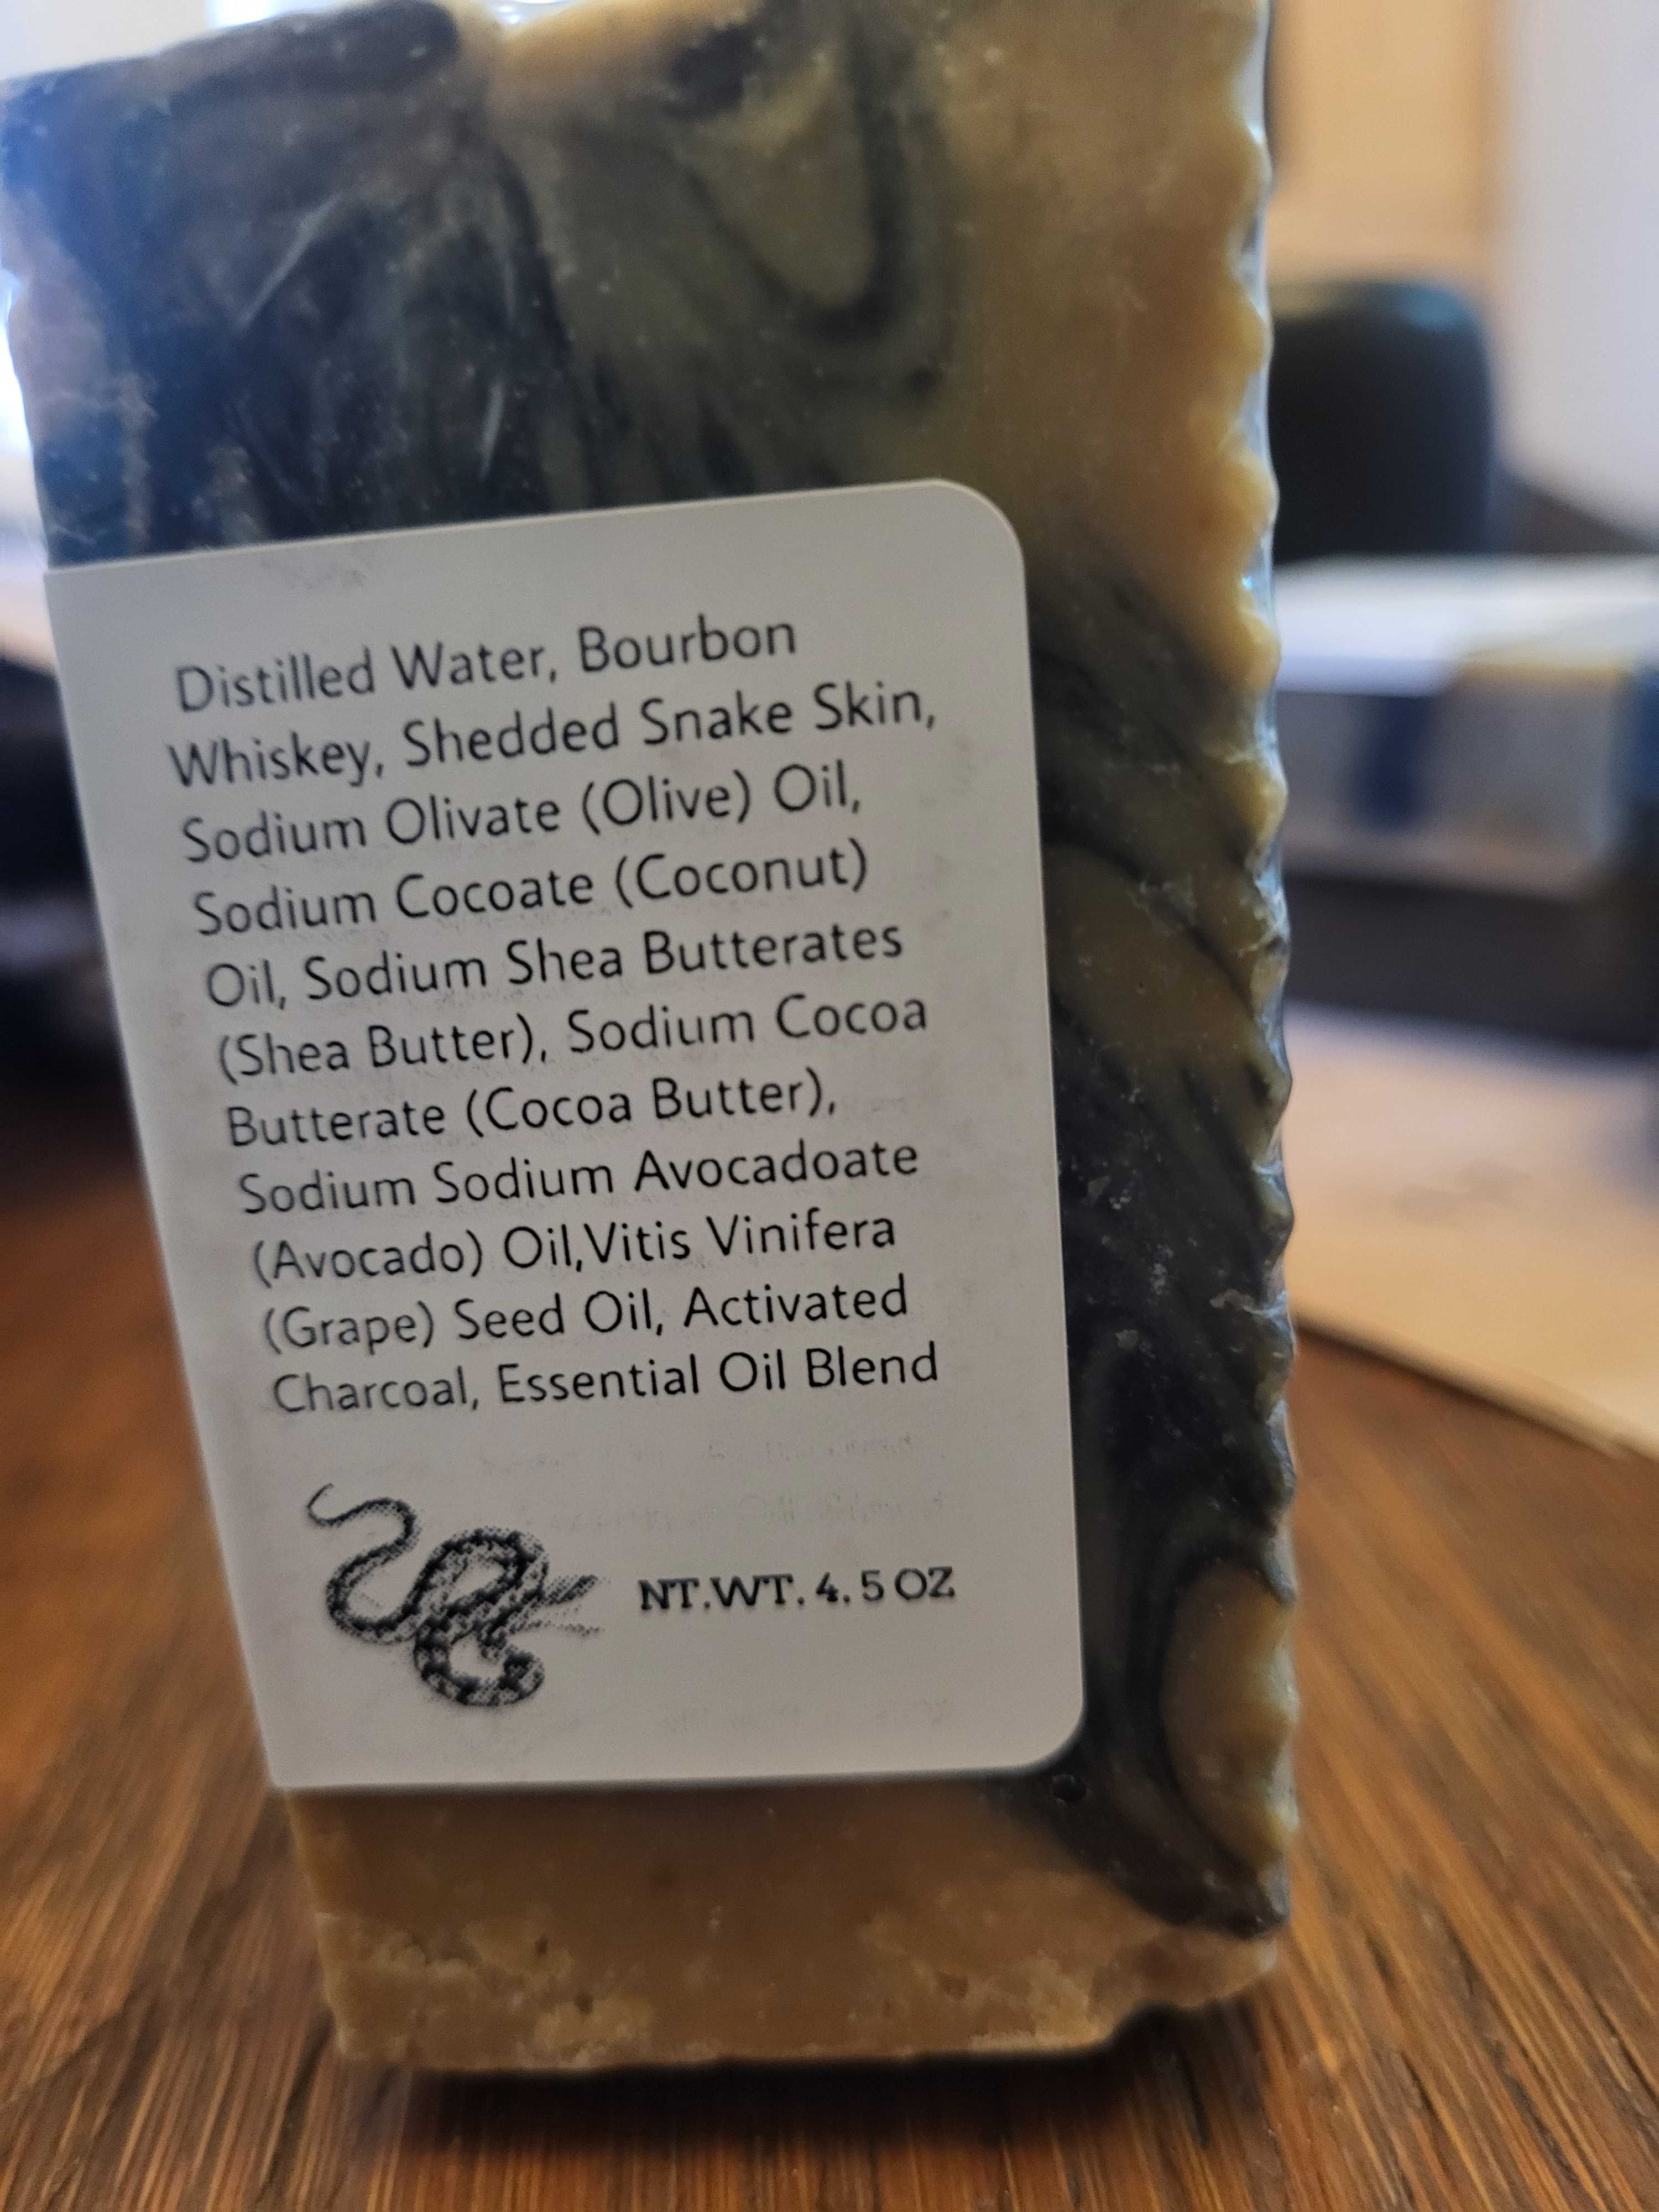 Distilled Water, Bourbon
Whiskey, Shedded Snake Skin,
Sodium Olivate (Olive) Oil,
Sodium Cocoate (Coconut)
Oil, Sodium Shea Butterates
(Shea Butter), Sodium Cocoa
Butterate (Cocoa Butter),
Sodium Sodium Avocadoate
(Avocado) Oil,Vitis Vinifera
(Grape) Seed Oil, Activated
Charcoal, Essential Oil Blend
NT.WT. 4.5 OZ